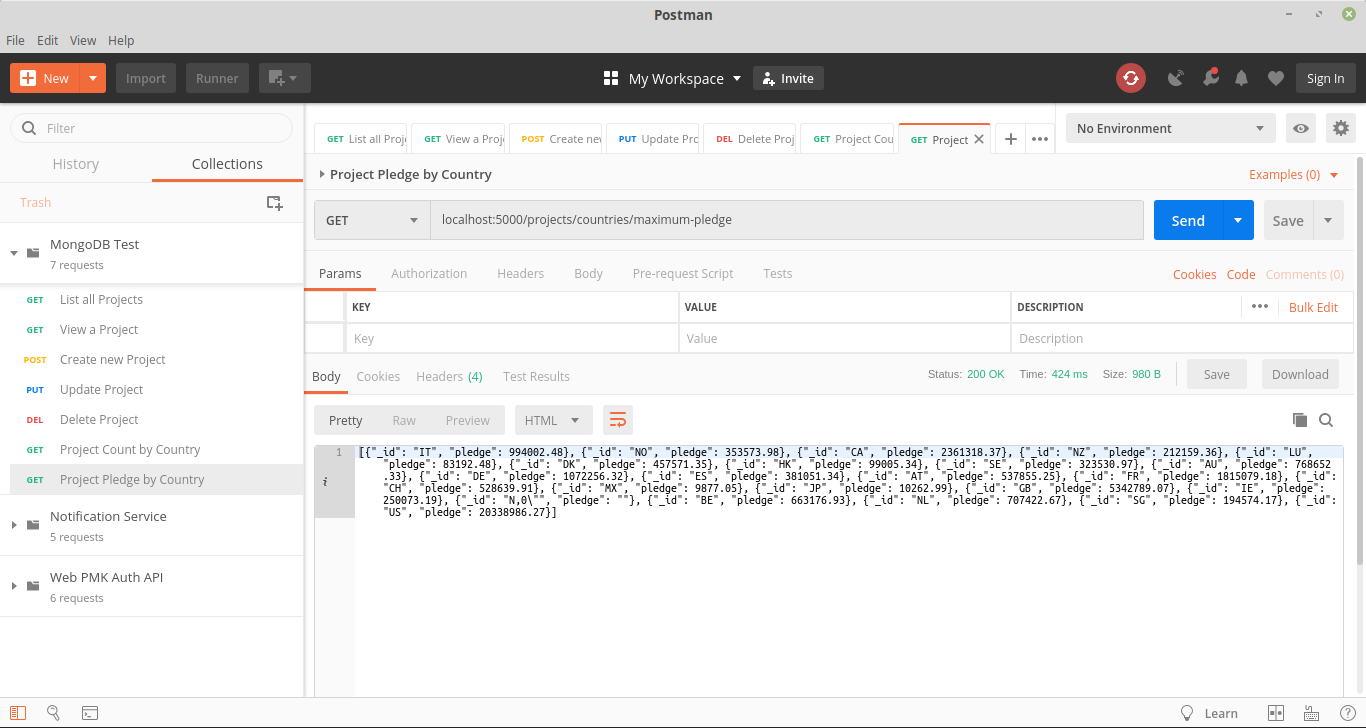 Postman
File Edit View Help
New Import Runner My Workspace Invite Sign In
Filter
History Collections
Trash
MongoDB Test
7 requests
GET List all Projects
GET View a Project
POST Create new Project
PUT Update Project
DEL Delete Project
GET Project Count by Country
GET Project Pledge by Country
Notification Service
5 requests
Web PMK Auth API
6 requests
GET List all Proje GET View a Proj POST Create new PUT Update Pro DEL Delete Proj GET Project Cou GET Project
No Environment
Project Pledge by Country Examples (0)
GET localhost:5000/projects/countries/maximum-pledge Send Save
Params Authorization Headers Body Pre-request Script Tests Cookies Code Comments (0)
KEY VALUE DESCRIPTION Bulk Edit
Key Value Description
Body Cookies Headers (4) Test Results Status: 200 OK Time: 424 ms Size: 980 B Save Download
Pretty Raw Preview HTML
1 [{"_id": "IT", "pledge": 994002.48}, {"_id": "NO", "pledge": 353573.98}, {"_id": "CA", "pledge": 2361318.37}, {"_id": "NZ", "pledge": 212159.36}, {"_id": "LU",
"pledge": 83192.48}, {"_id": "DK", "pledge": 457571.35}, {"_id": "HK", "pledge": 99005.34}, {"_id": "SE", "pledge": 323530.97}, {"_id": "AU", "pledge": 768652
.33}, {"_id": "DE", "pledge": 1072256.32}, {"_id": "ES", "pledge": 381051.34}, {"_id": "AT", "pledge": 537855.25}, {"_id": "FR", "pledge": 1815079.18}, {"_id":
"CH", "pledge": 528639.91}, {"_id": "MX", "pledge": 9877.05}, {"_id": "JP", "pledge": 10262.99}, {"_id": "GB", "pledge": 5342789.07}, {"_id": "IE", "pledge":
250073.19}, {"_id": "N,0\"", "pledge": ""}, {"_id": "BE", "pledge": 663176.93}, {"_id": "NL", "pledge": 707422.67}, {"_id": "SG", "pledge": 194574.17}, {"_id":
"US", "pledge": 20338986.27}]
Learn